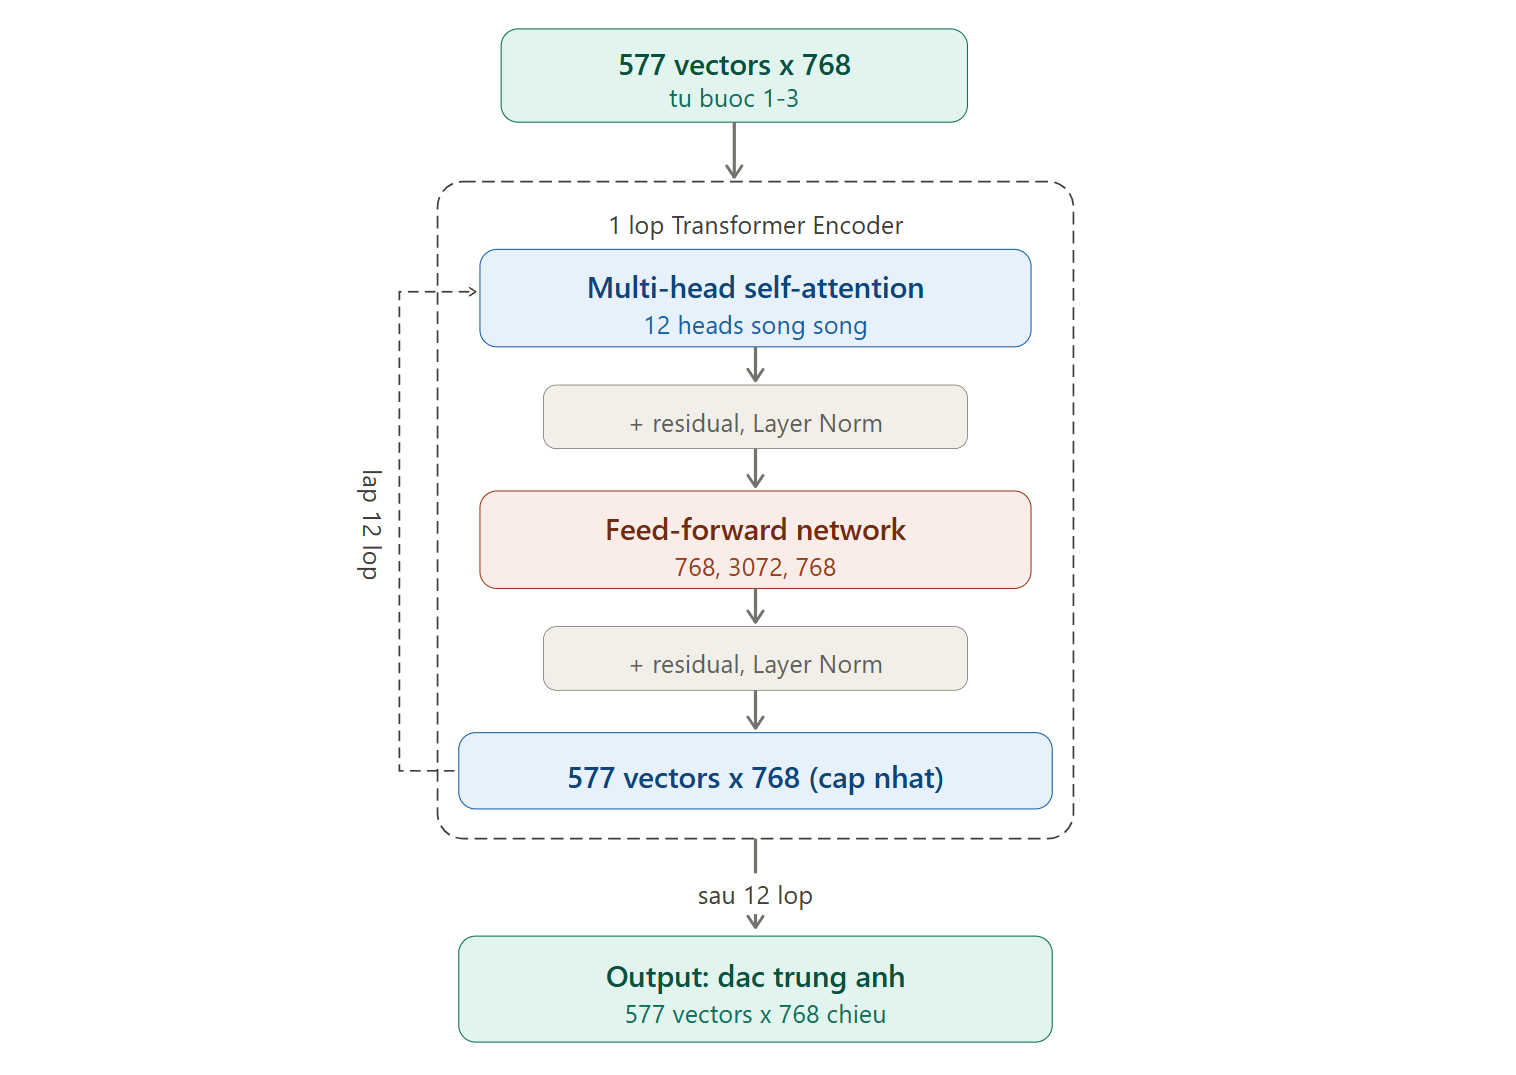 577 vectors x 768
tu buoc 1-3
1 lop Transformer Encoder
Multi-head self-attention
12 heads song song
+ residual, Layer Norm
lap 12 lop
Feed-forward network
768, 3072, 768
+ residual, Layer Norm
577 vectors x 768 (cap nhat)
sau 12 lop
Output: dac trung anh
577 vectors x 768 chieu